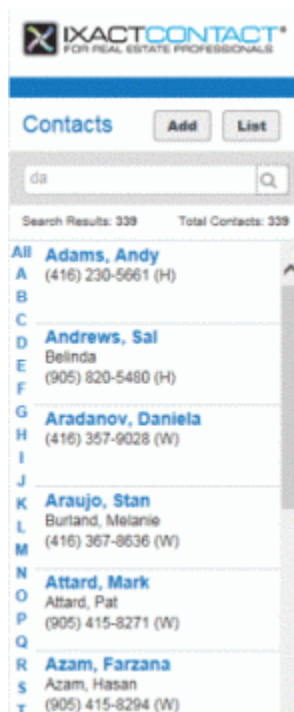 IXACTCONTACT®
FOR REAL ESTATE PROFESSIONALS
Contacts
Add
List
da
Search Results: 339
Total Contacts: 339
All
A
B
C
D
E
F
G
H
I
J
K
L
M
N
O
P
Q
R
S
T
Adams, Andy
(416) 230-5661 (H)
Andrews, Sal
Belinda
(905) 820-5480 (H)
Aradanov, Daniela
(416) 357-9028 (W)
Araujo, Stan
Burland, Melanie
(416) 367-8636 (W)
Attard, Mark
Attard, Pat
(905) 415-8271 (W)
Azam, Farzana
Azam, Hasan
(905) 415-8294 (W)